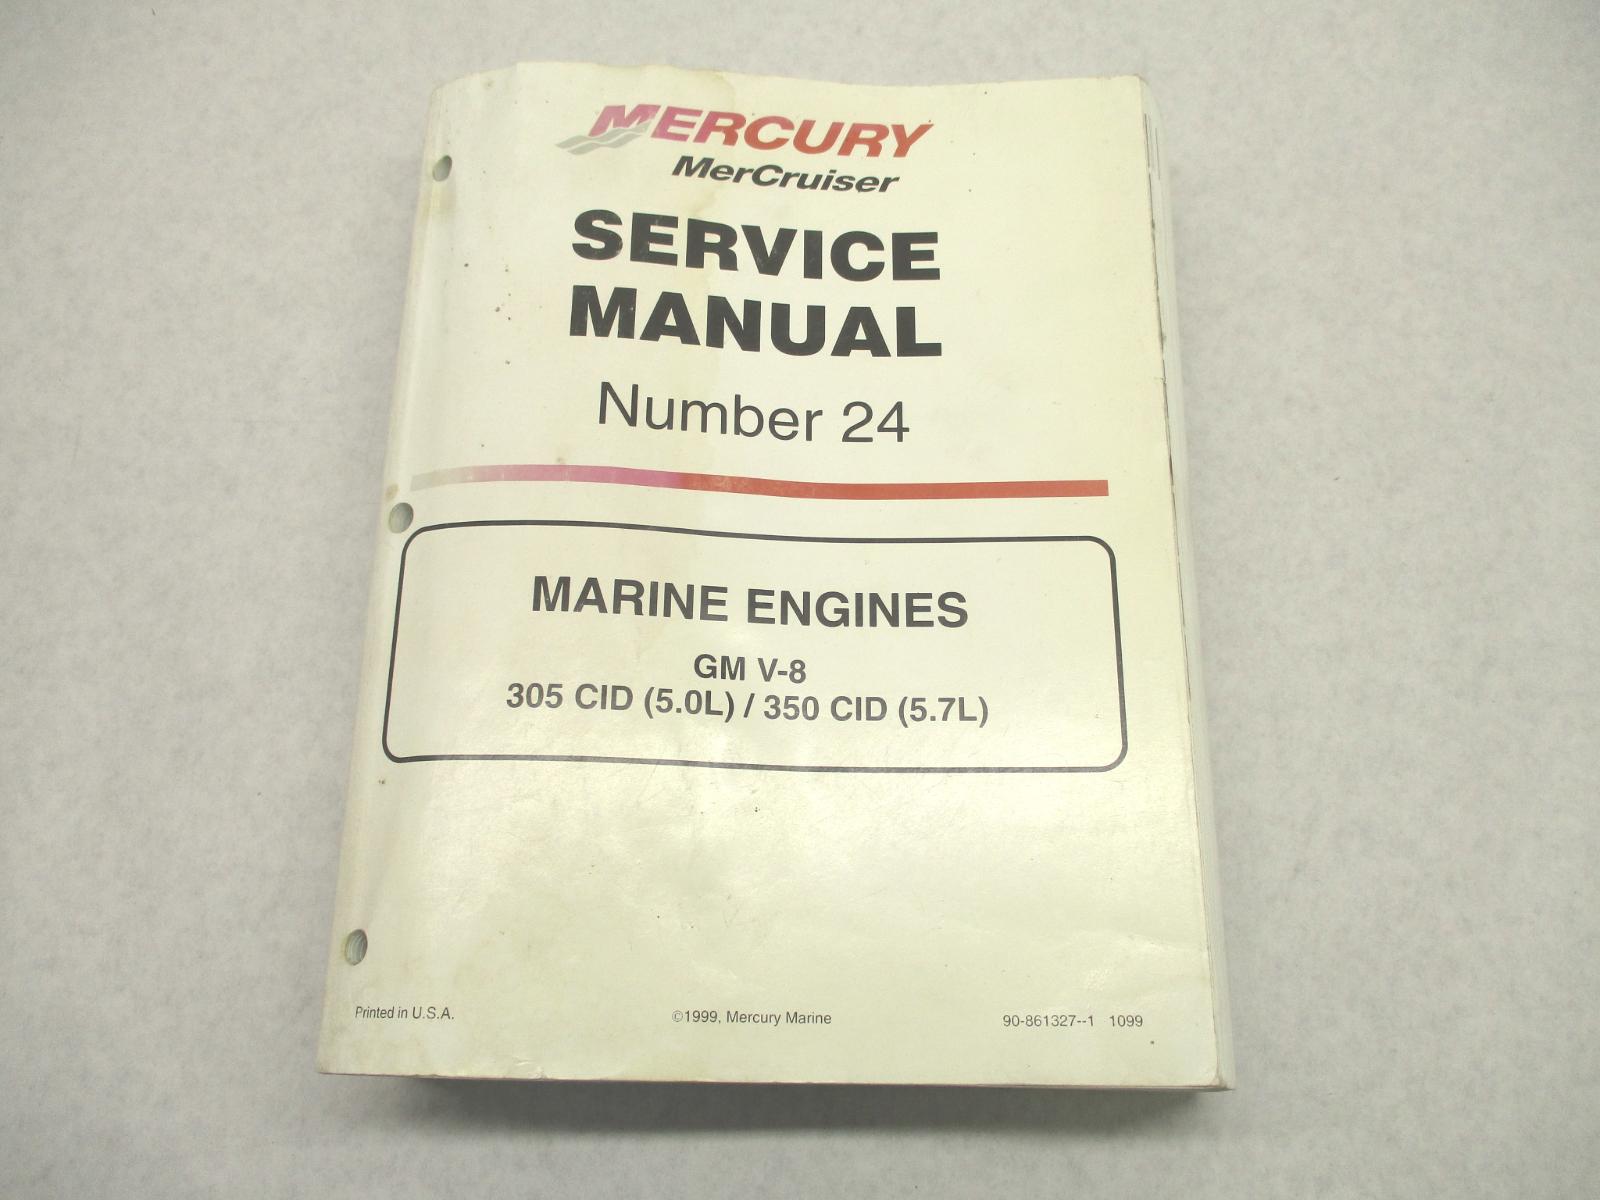 MERCURY
MerCruiser
SERVICE
MANUAL
Number 24
MARINE ENGINES
GM V-8
305 CID (5.0L) / 350 CID (5.7L)
Printed in U.S.A.
©1999, Mercury Marine
90-861327--1 1099